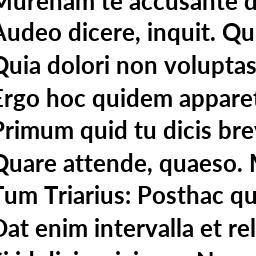 Murenam te accusante d
Audeo dicere, inquit. Qu
Quia dolori non voluptas
Ergo hoc quidem apparet
Primum quid tu dicis brev
Quare attende, quaeso. N
Tum Triarius: Posthac qu
Dat enim intervalla et rel